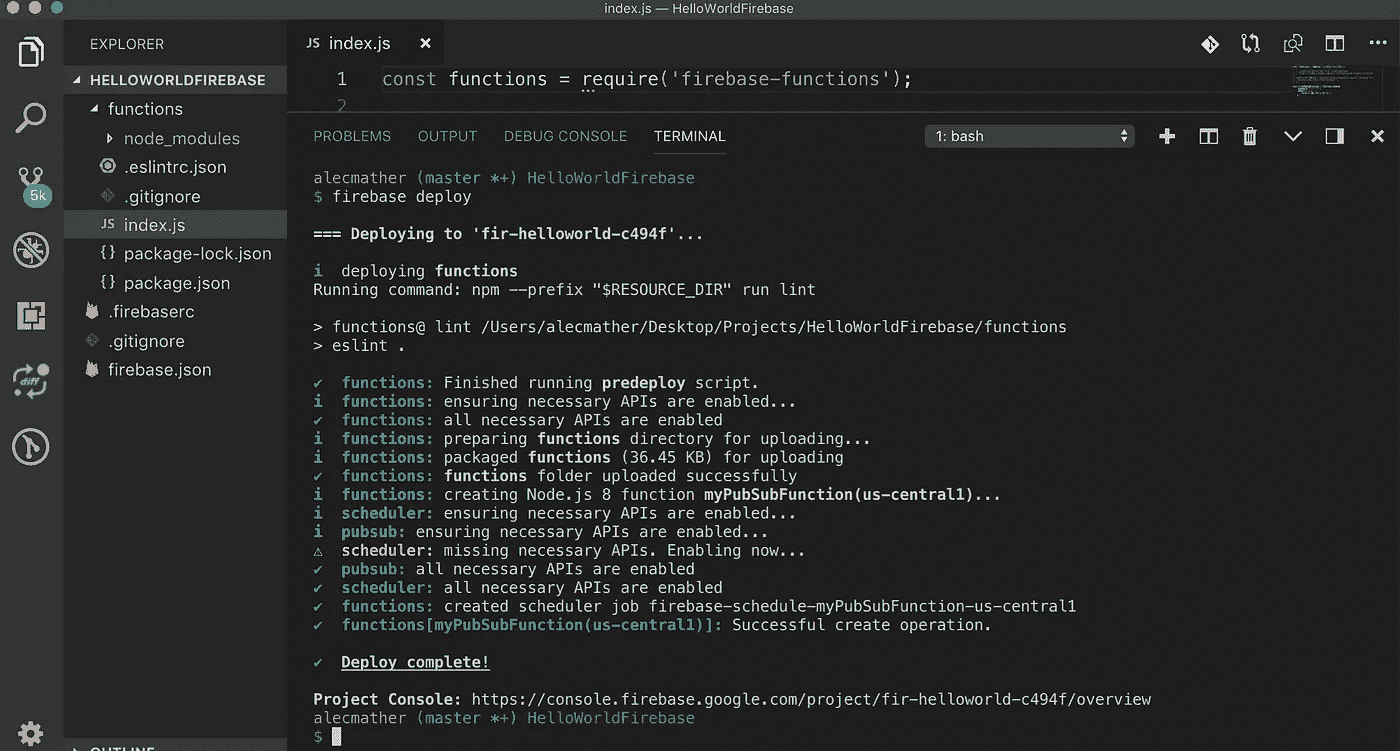 index.js — HelloWorldFirebase
EXPLORER
HELLOWORLDFIREBASE
functions
node_modules
.eslintrc.json
.gitignore
JS index.js
{} package-lock.json
{} package.json
.firebaserc
.gitignore
firebase.json
OUTLINE
5k
diff
JS index.js ×
1 const functions = require('firebase-functions');
2
PROBLEMS OUTPUT DEBUG CONSOLE TERMINAL 1: bash
alecmather (master *+) HelloWorldFirebase
$ firebase deploy
=== Deploying to 'fir-helloworld-c494f'...
i deploying functions
Running command: npm --prefix "$RESOURCE_DIR" run lint
> functions@ lint /Users/alecmather/Desktop/Projects/HelloWorldFirebase/functions
> eslint .
✔ functions: Finished running predeploy script.
i functions: ensuring necessary APIs are enabled...
✔ functions: all necessary APIs are enabled
i functions: preparing functions directory for uploading...
i functions: packaged functions (36.45 KB) for uploading
✔ functions: functions folder uploaded successfully
i functions: creating Node.js 8 function myPubSubFunction(us-central1)...
i scheduler: ensuring necessary APIs are enabled...
i pubsub: ensuring necessary APIs are enabled...
⚠ scheduler: missing necessary APIs. Enabling now...
✔ pubsub: all necessary APIs are enabled
✔ scheduler: all necessary APIs are enabled
✔ functions: created scheduler job firebase-schedule-myPubSubFunction-us-central1
✔ functions[myPubSubFunction(us-central1)]: Successful create operation.
✔ Deploy complete!
Project Console: https://console.firebase.google.com/project/fir-helloworld-c494f/overview
alecmather (master *+) HelloWorldFirebase
$